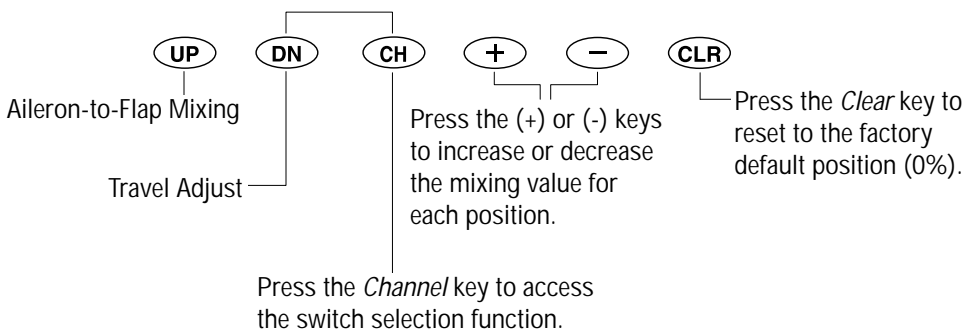 UP DN CH + − CLR
Aileron-to-Flap Mixing
Travel Adjust
Press the Channel key to access
the switch selection function.
Press the (+) or (-) keys
to increase or decrease
the mixing value for
each position.
Press the Clear key to
reset to the factory
default position (0%).